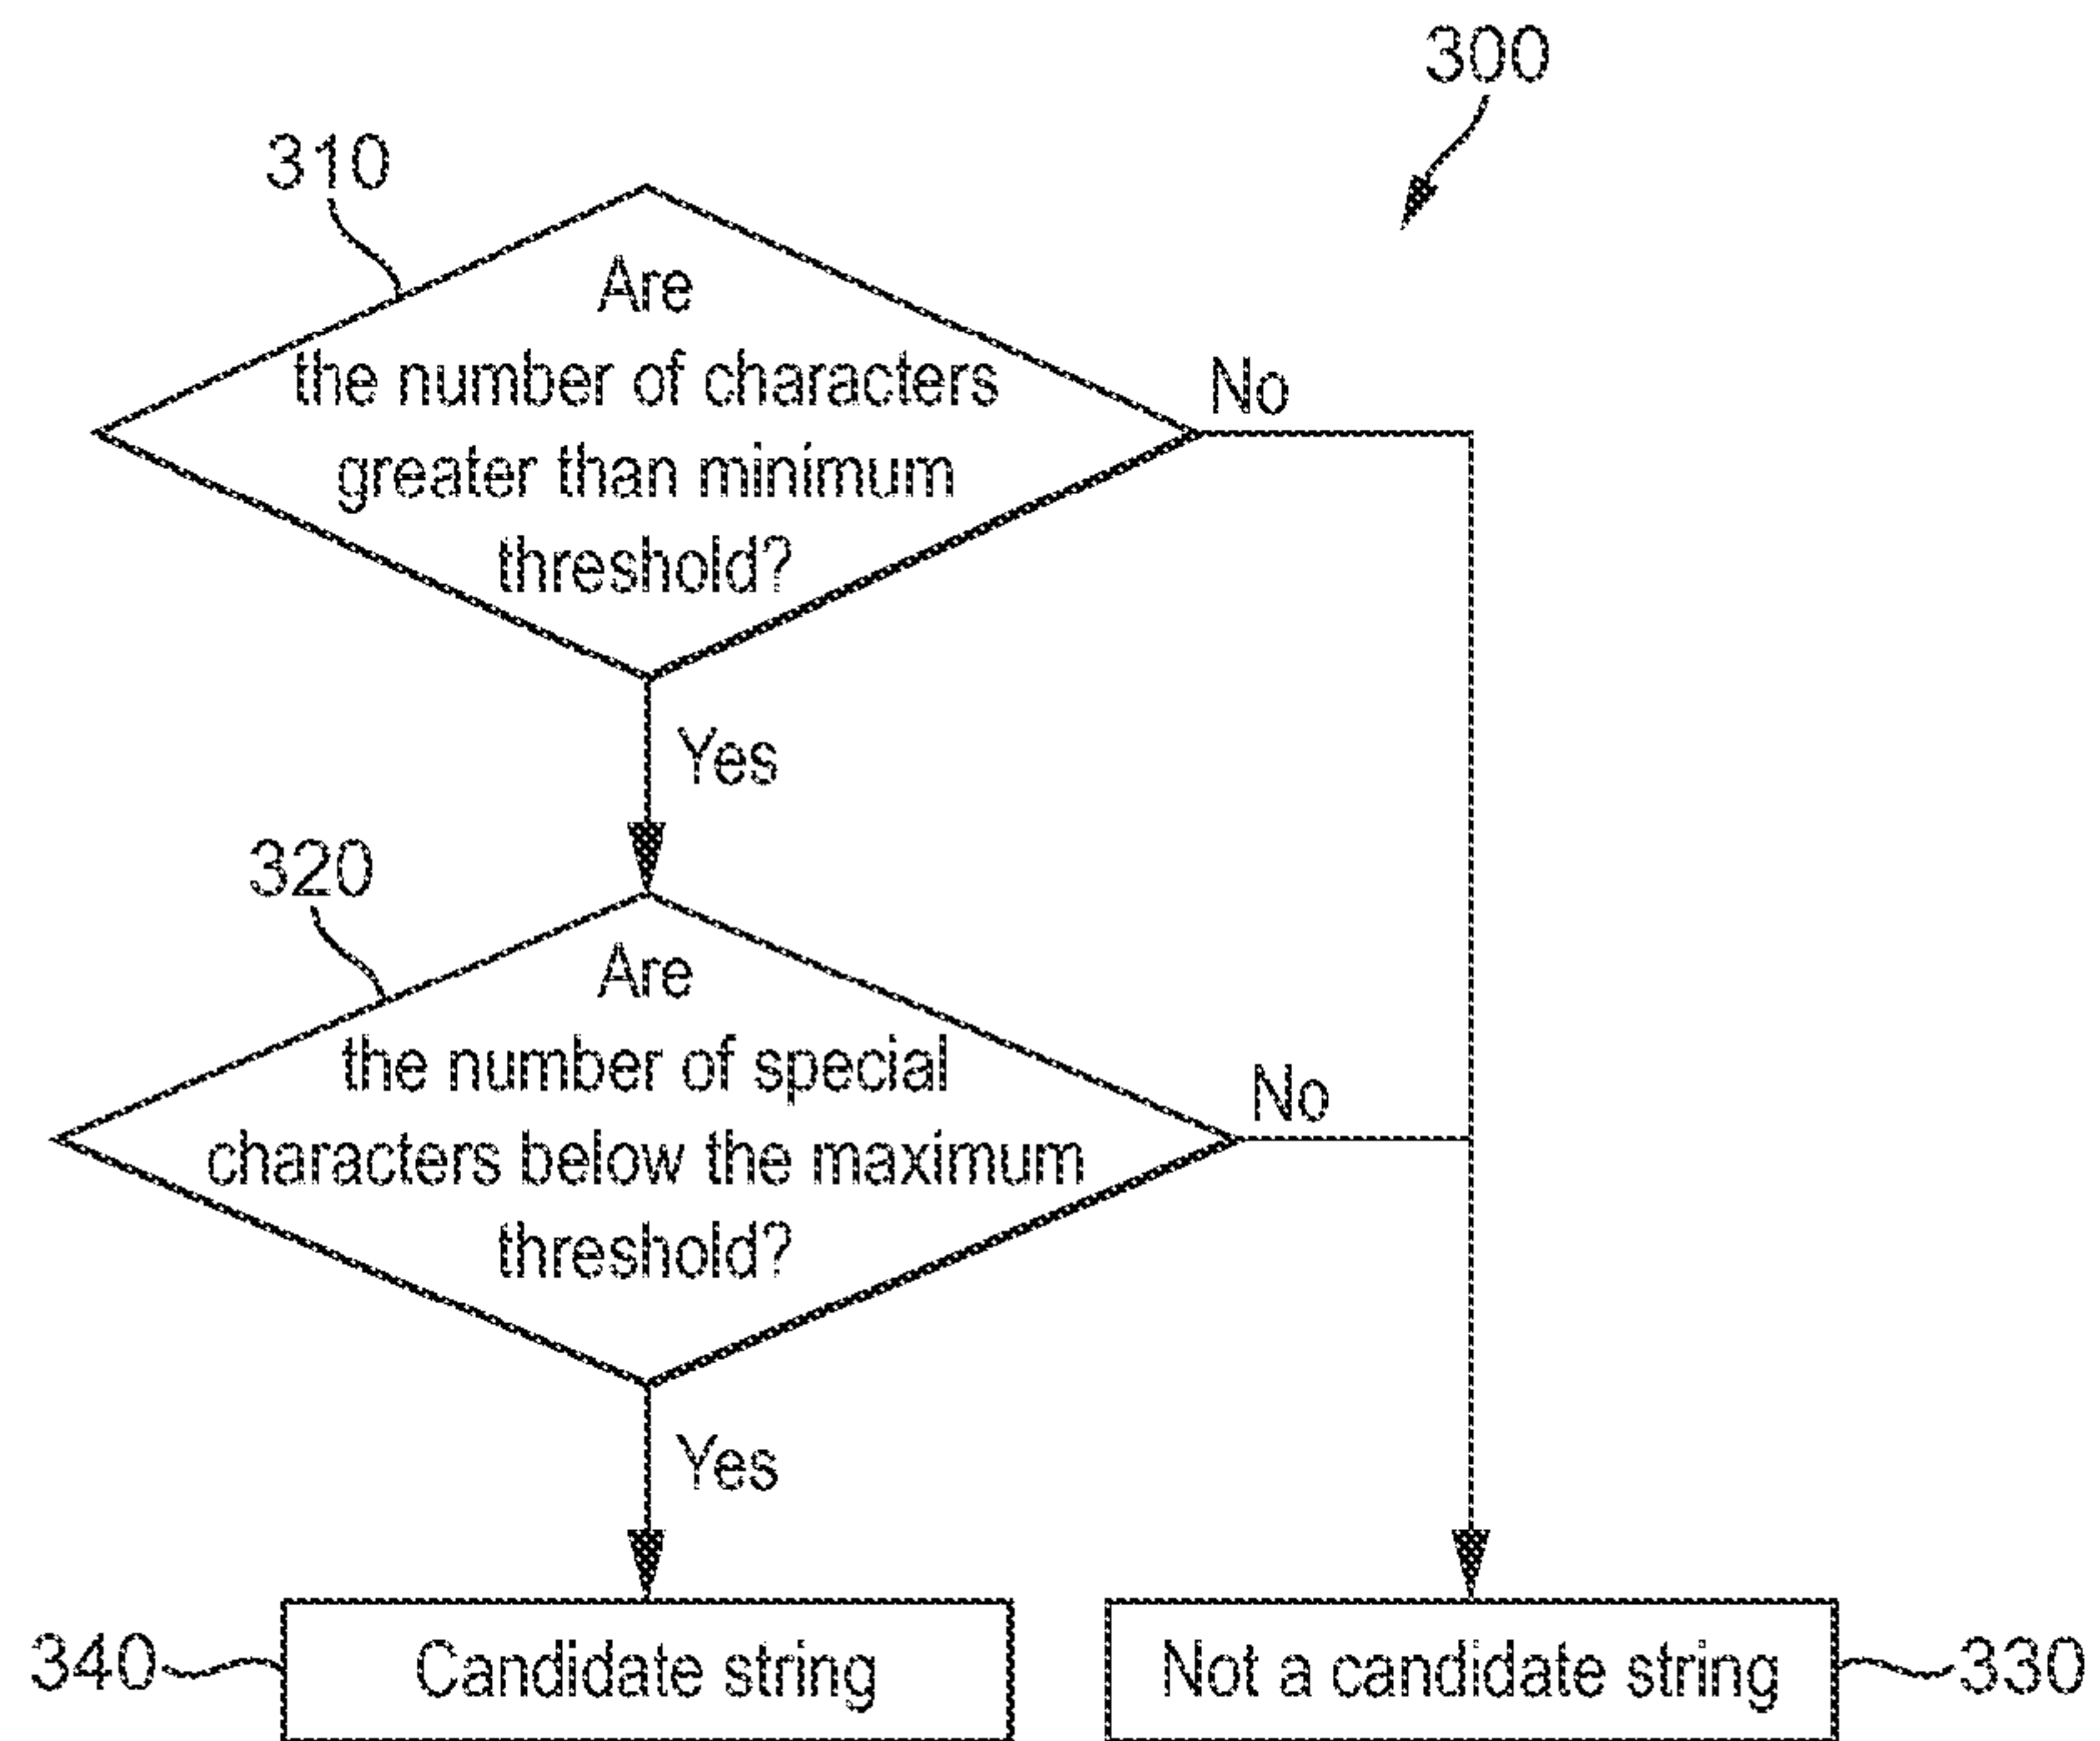 300
310
Are
the number of characters
greater than minimum
threshold?
No
Yes
320
Are
the number of special
characters below the maximum
threshold?
No
Yes
340
Candidate string
Not a candidate string
330